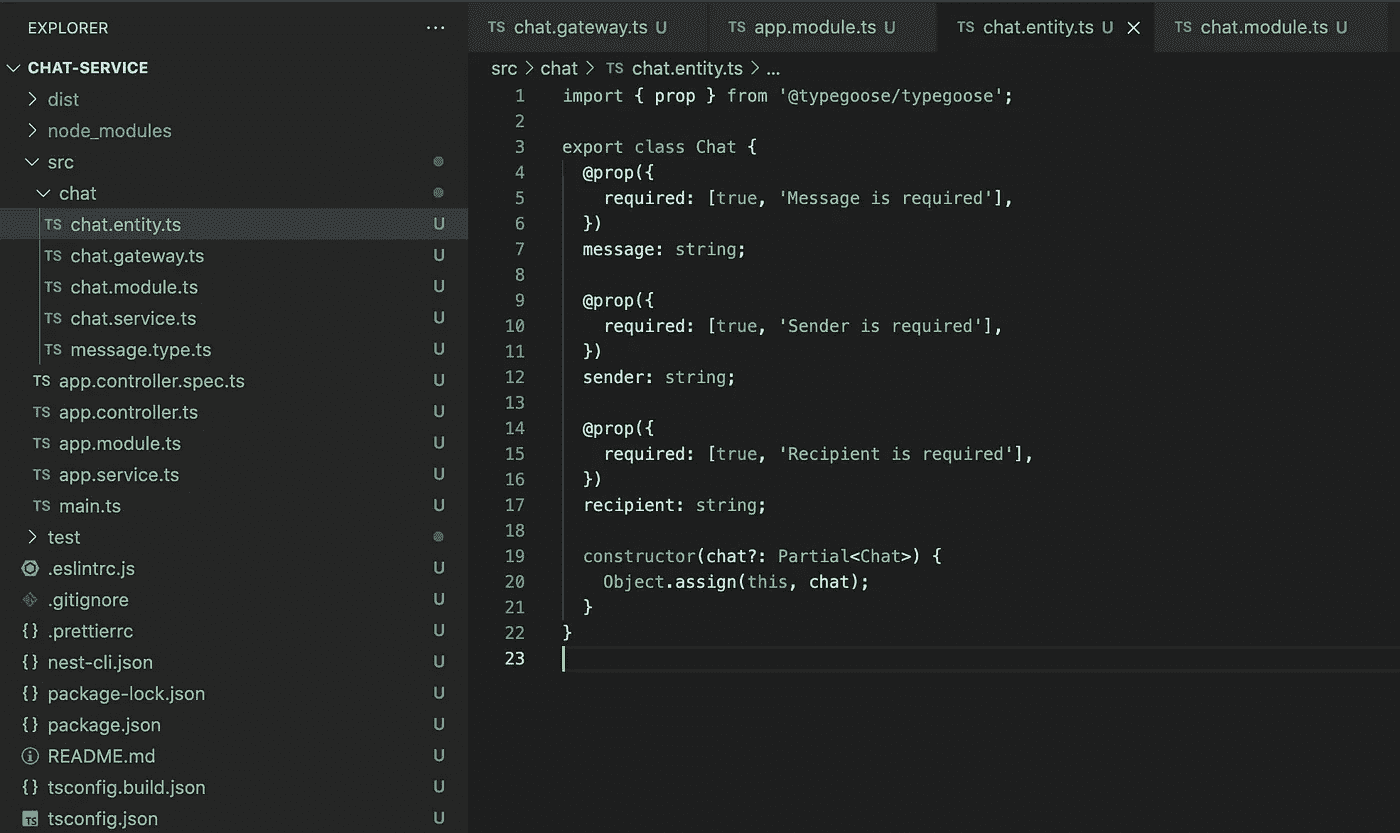 EXPLORER ...
CHAT-SERVICE
dist
node_modules
src
chat
TS chat.entity.ts U
TS chat.gateway.ts U
TS chat.module.ts U
TS chat.service.ts U
TS message.type.ts U
TS app.controller.spec.ts U
TS app.controller.ts U
TS app.module.ts U
TS app.service.ts U
TS main.ts U
test
.eslintrc.js U
.gitignore U
{} .prettierrc U
{} nest-cli.json U
{} package-lock.json U
{} package.json U
README.md U
{} tsconfig.build.json U
TS tsconfig.json U
TS chat.gateway.ts U TS app.module.ts U TS chat.entity.ts U TS chat.module.ts U
src > chat > TS chat.entity.ts > ...
1 import { prop } from '@typegoose/typegoose';
2
3 export class Chat {
4   @prop({
5     required: [true, 'Message is required'],
6   })
7   message: string;
8
9   @prop({
10     required: [true, 'Sender is required'],
11   })
12   sender: string;
13
14   @prop({
15     required: [true, 'Recipient is required'],
16   })
17   recipient: string;
18
19   constructor(chat?: Partial<Chat>) {
20     Object.assign(this, chat);
21   }
22 }
23